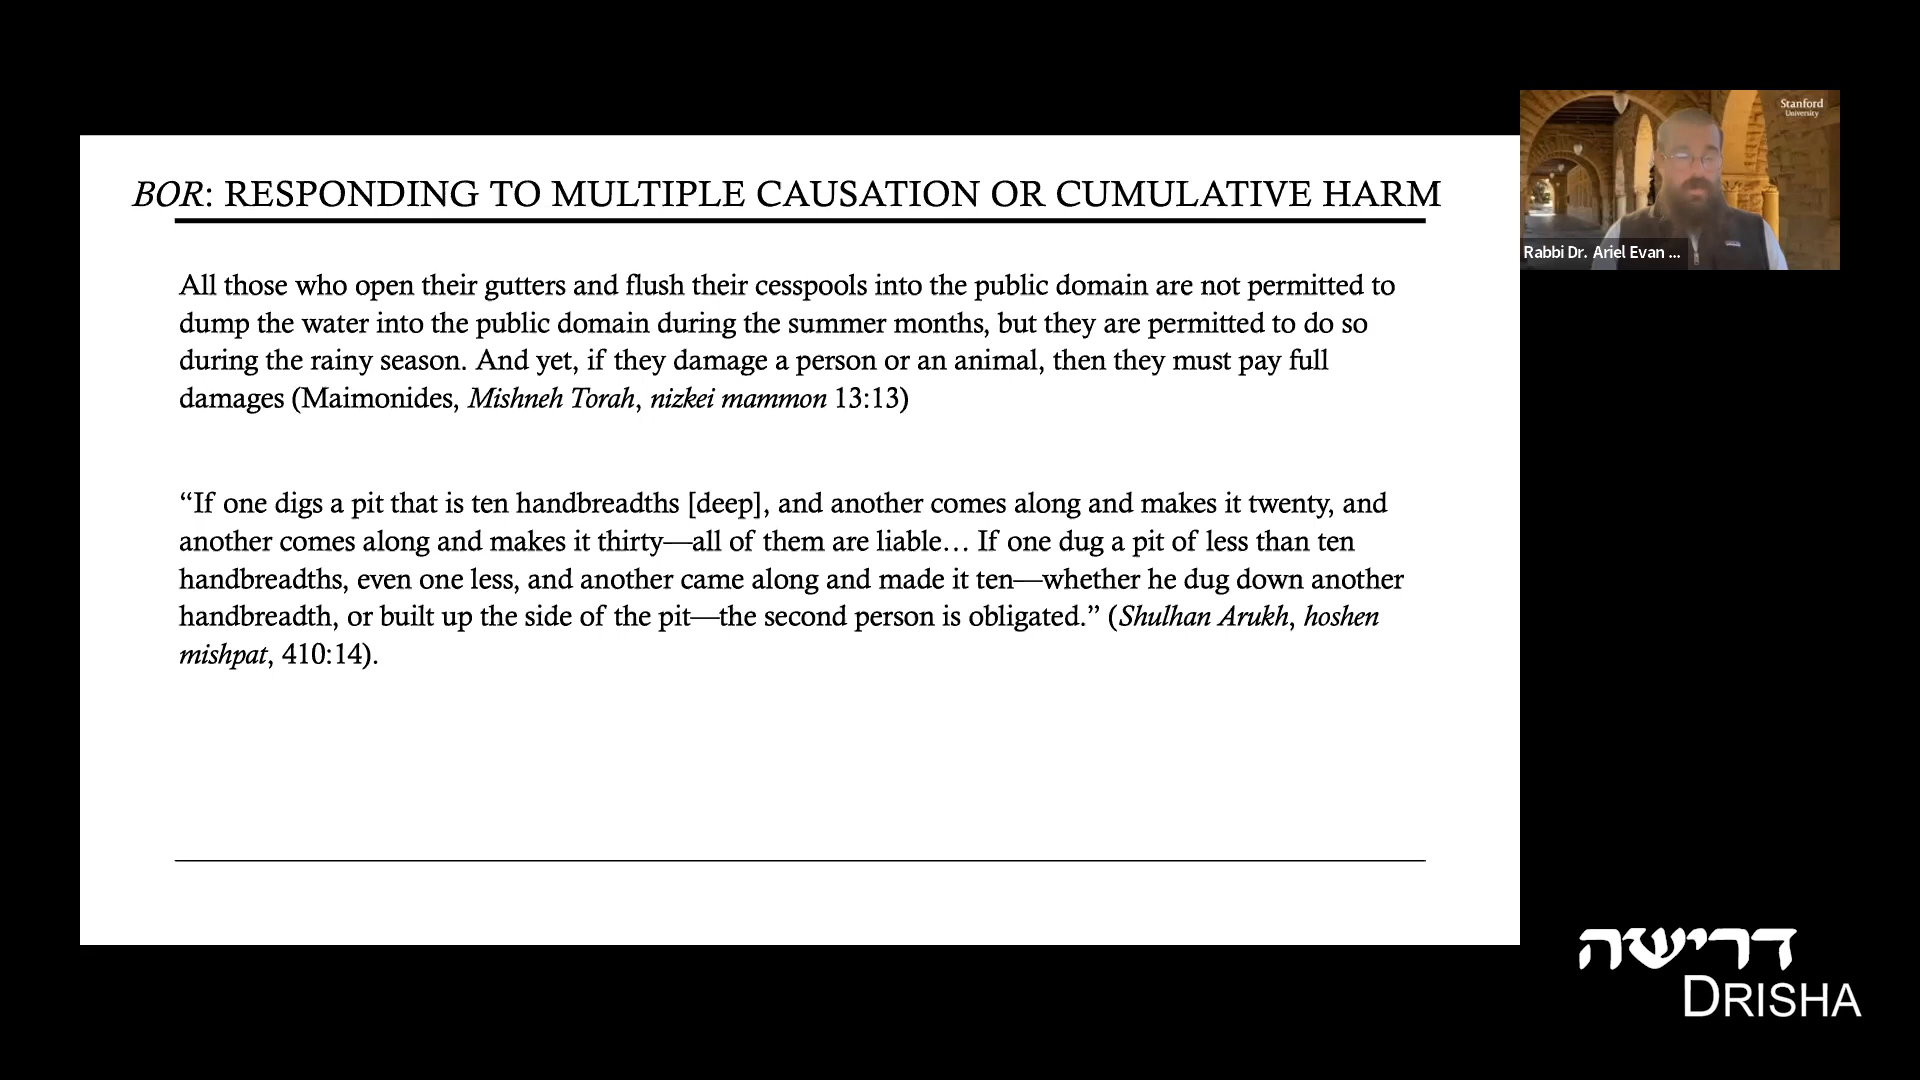 BOR: RESPONDING TO MULTIPLE CAUSATION OR CUMULATIVE HARM
All those who open their gutters and flush their cesspools into the public domain are not permitted to
dump the water into the public domain during the summer months, but they are permitted to do so
during the rainy season. And yet, if they damage a person or an animal, then they must pay full
damages (Maimonides, Mishneh Torah, nizkei mammon 13:13)
“If one digs a pit that is ten handbreadths [deep], and another comes along and makes it twenty, and
another comes along and makes it thirty—all of them are liable… If one dug a pit of less than ten
handbreadths, even one less, and another came along and made it ten—whether he dug down another
handbreadth, or built up the side of the pit—the second person is obligated.” (Shulhan Arukh, hoshen
mishpat, 410:14).
Stanford
University
Rabbi Dr. Ariel Evan ...
דרישה
DRISHA